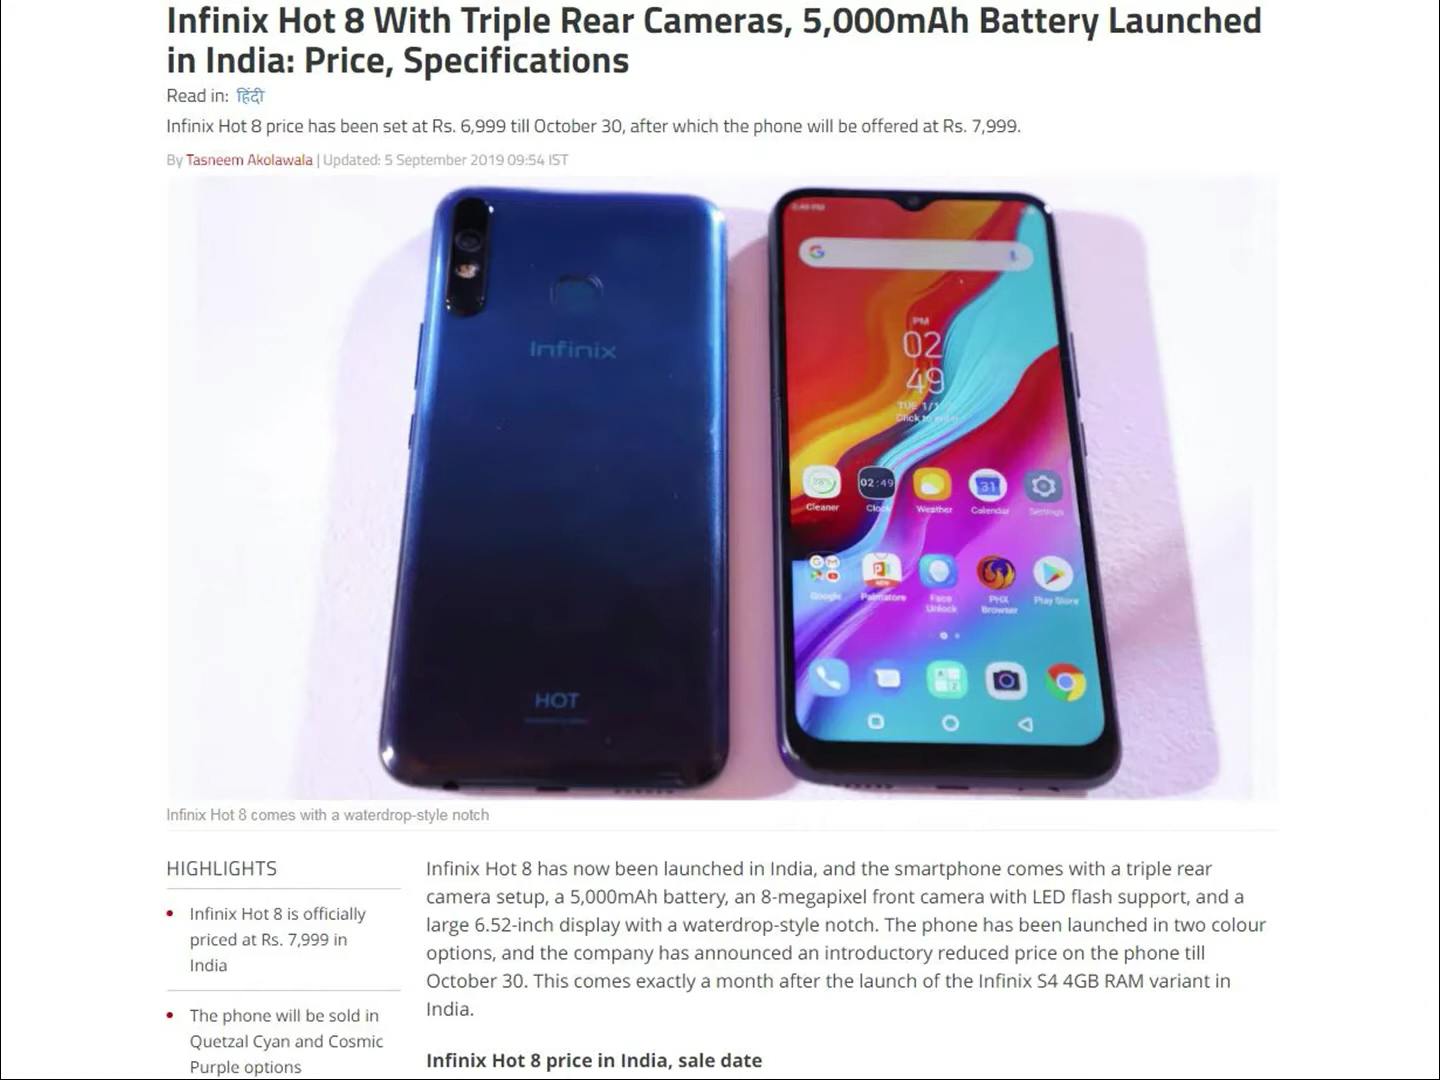 Infinix Hot 8 With Triple Rear Cameras, 5,000mAh Battery Launched
in India: Price, Specifications
Read in: हिंदी
Infinix Hot 8 price has been set at Rs. 6,999 till October 30, after which the phone will be offered at Rs. 7,999.
By Tasneem Akolawala | Updated: 5 September 2019 09:54 IST
Infinix
HOT
PM
02
49
02:49
31
Cleaner
Clock
Weather
Calendar
Settings
Google
Palmstore
Face
Unlock
PHX
Browser
Play Store
Infinix Hot 8 comes with a waterdrop-style notch
HIGHLIGHTS
Infinix Hot 8 is officially
priced at Rs. 7,999 in
India
The phone will be sold in
Quetzal Cyan and Cosmic
Purple options
Infinix Hot 8 has now been launched in India, and the smartphone comes with a triple rear
camera setup, a 5,000mAh battery, an 8-megapixel front camera with LED flash support, and a
large 6.52-inch display with a waterdrop-style notch. The phone has been launched in two colour
options, and the company has announced an introductory reduced price on the phone till
October 30. This comes exactly a month after the launch of the Infinix S4 4GB RAM variant in
India.
Infinix Hot 8 price in India, sale date